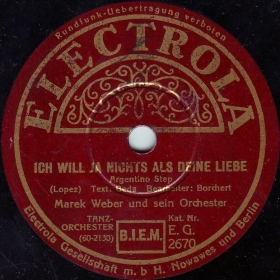 Rundfunk-Uebertragung verboten
ELECTROLA
ICH WILL JA NICHTS ALS DEINE LIEBE
Argentino Step
(Lopez) Text: Beda Bearbeiter: Borchert
Marek Weber und sein Orchester
TANZ-
ORCHESTER
(60-2130)
B.I.E.M.
Kat. Nr.
E. G.
2670
Electrola Gesellschaft m. b. H. Nowawes und Berlin